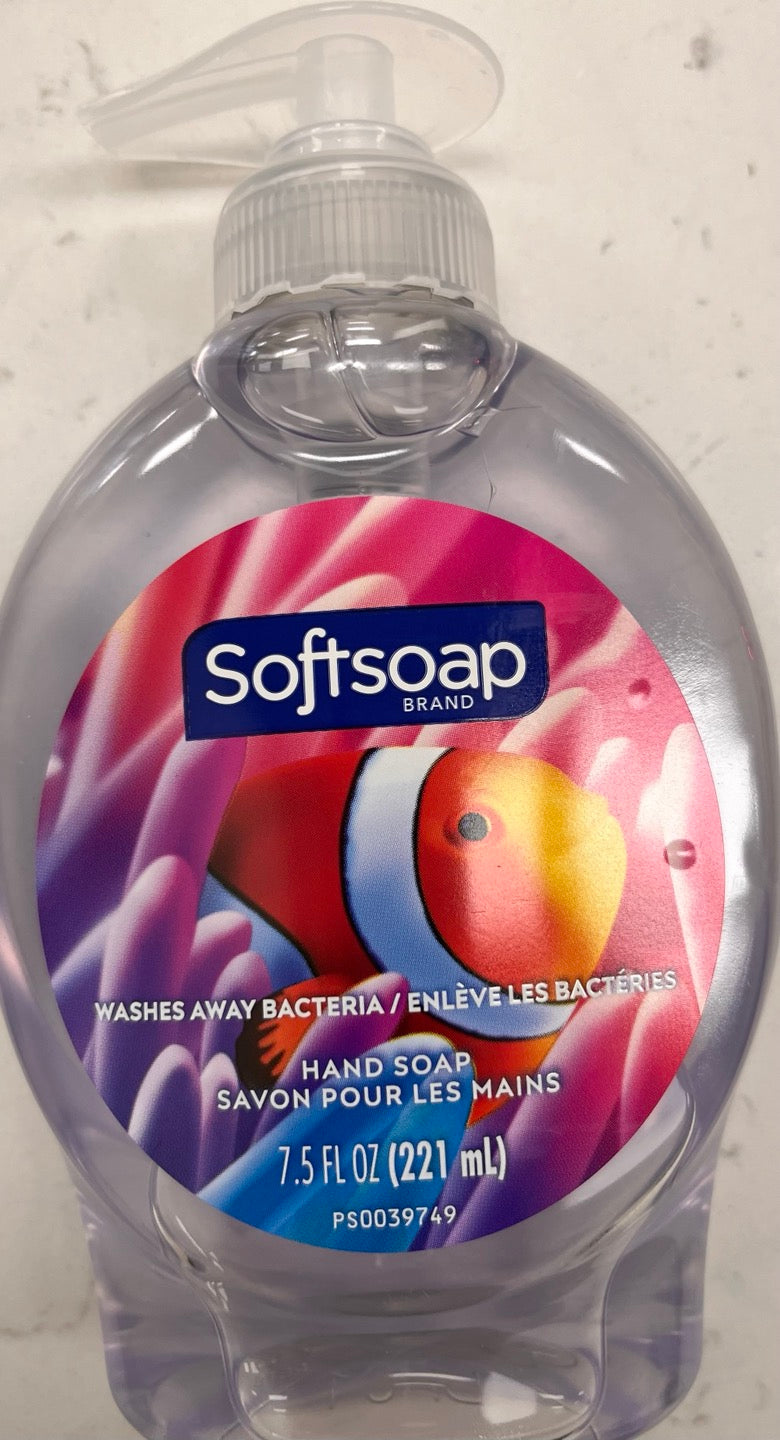 Softsoap
BRAND
WASHES AWAY BACTERIA / ENLÈVE LES BACTÉRIES
HAND SOAP
SAVON POUR LES MAINS
7.5 FL OZ (221 mL)
PS0039749